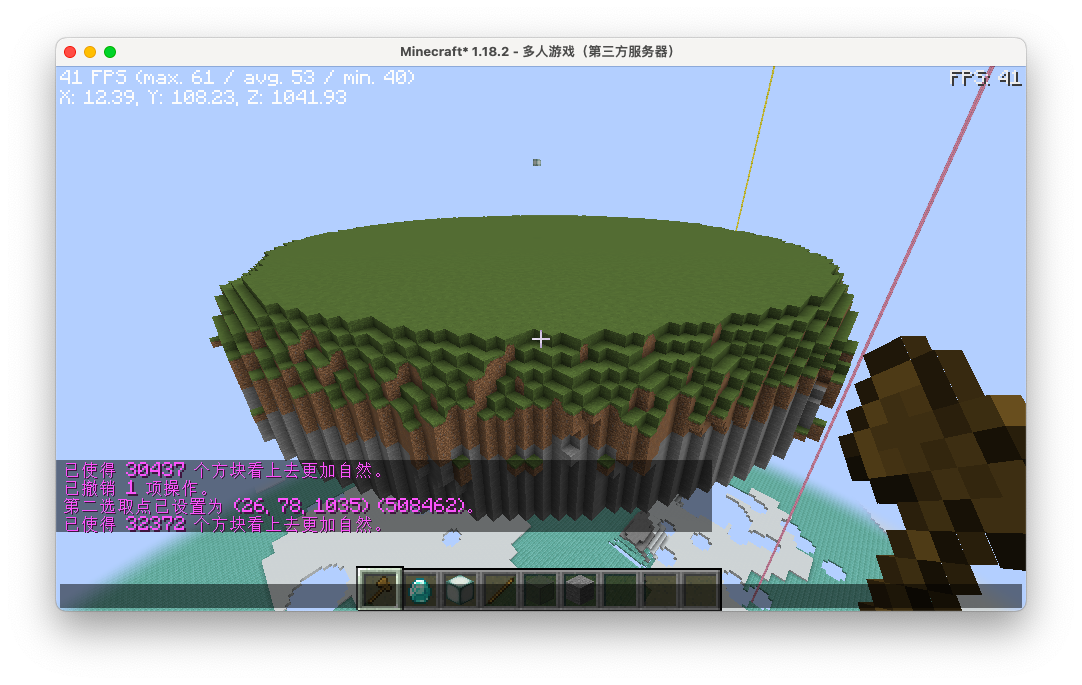 Minecraft* 1.18.2 - 多人游戏（第三方服务器）
41 FPS (max. 61 / avg. 53 / min. 40)
FPS: 41
X: 12.39, Y: 108.23, Z: 1041.93
已使得 30437 个方块看上去更加自然。
已撤销 1 项操作。
第二选取点已设置为 (26, 78, 1035) (508462)。
已使得 32372 个方块看上去更加自然。